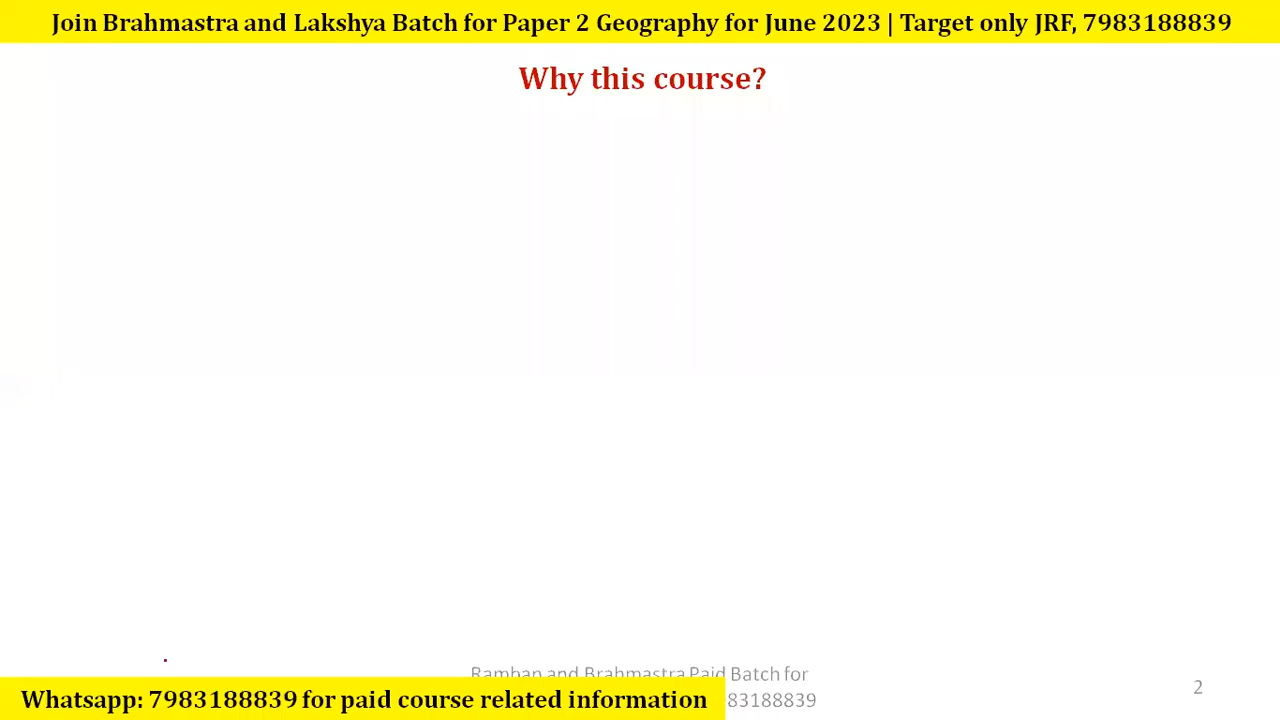 Join Brahmastra and Lakshya Batch for Paper 2 Geography for June 2023 | Target only JRF, 7983188839
Why this course?
Ramban and Brahmastra Paid Batch for
83188839
2
Whatsapp: 7983188839 for paid course related information